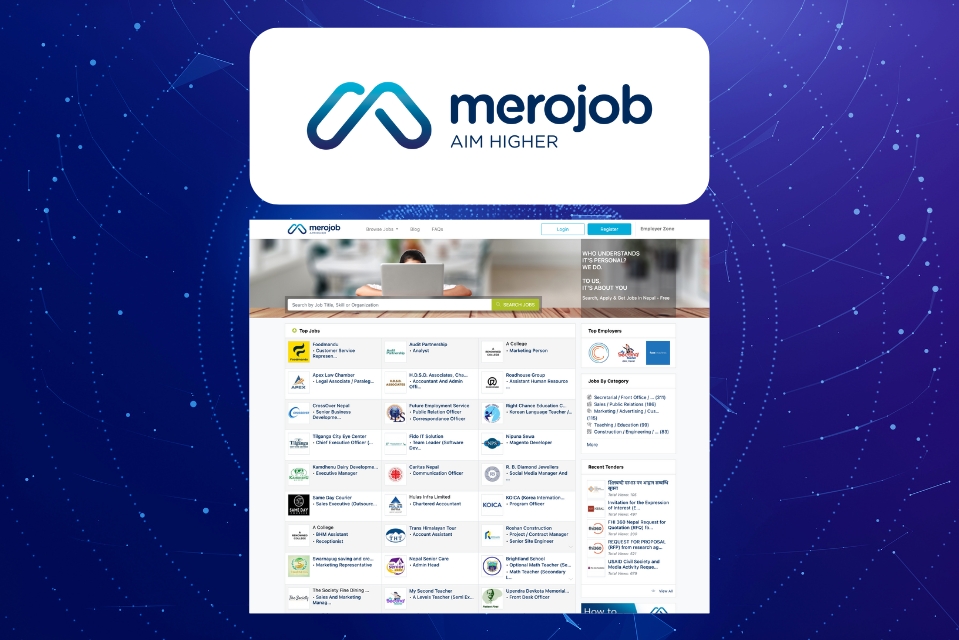 merojob
AIM HIGHER
merojob
Browse Jobs
Blog
FAQs
Login
Register
Employer Zone
WHO UNDERSTANDS
IT'S PERSONAL?
WE DO.
TO US,
IT'S ABOUT YOU
Search, Apply & Get Jobs in Nepal - Free
Search by Job Title, Skill or Organization
SEARCH JOBS
Top Jobs
Foodmandu
• Customer Service
Represen...
Audit Partnership
• Analyst
A College
• Marketing Person
Apex Law Chamber
• Legal Associate / Paraleg...
H.D.S.D. Associates, Cha...
• Accountant And Admin
Offi...
Roadhouse Group
• Assistant Human Resource
...
CrossOver Nepal
• Senior Business
Developme...
Future Employment Service
• Public Relation Officer
• Correspondance Officer
Right Chance Education C...
• Korean Language Teacher /...
Tilganga City Eye Center
• Chief Executive Officer (...
Fido IT Solution
• Team Leader (Software
Dev...
Nipuna Sewa
• Magento Developer
Kamdhenu Dairy Developme...
• Executive Manager
Caritas Nepal
• Communication Officer
R. B. Diamond Jewellers
• Social Media Manager And
...
Same Day Courier
• Sales Executive (Outsourc...
Hulas Infra Limited
• Chartered Accountant
KOICA
KOICA (Korea Internation...
• Program Officer
A College
• BHM Assistant
• Receptionist
Trans Himalayan Tour
• Account Assistant
Roshan Construction
• Project / Contract Manager
• Senior Site Engineer
Swarnayug saving and cre...
• Marketing Representative
Nepal Senior Care
• Admin Head
Brightland School
• Optional Math Teacher (Se...
• Math Teacher (Secondary
L...
The Society Fine Dining ...
• Sales And Marketing
Manag...
My Second Teacher
• A Levels Teacher (Semi Ex...
Upendra Devkota Memorial...
• Front Desk Officer
Top Employers
Jobs By Category
Secretarial / Front Office / ... (211)
Sales / Public Relations (196)
Marketing / Advertising / Cus...
(115)
Teaching / Education (99)
Construction / Engineering / ... (83)
More
Recent Tenders
Invitation for the Expression
of Interest (E...
FHI 360 Nepal Request for
Quotation (RFQ) fo...
REQUEST FOR PROPOSAL
(RFP) from research ag...
USAID Civil Society and
Media Activity Reques...
View All
How to